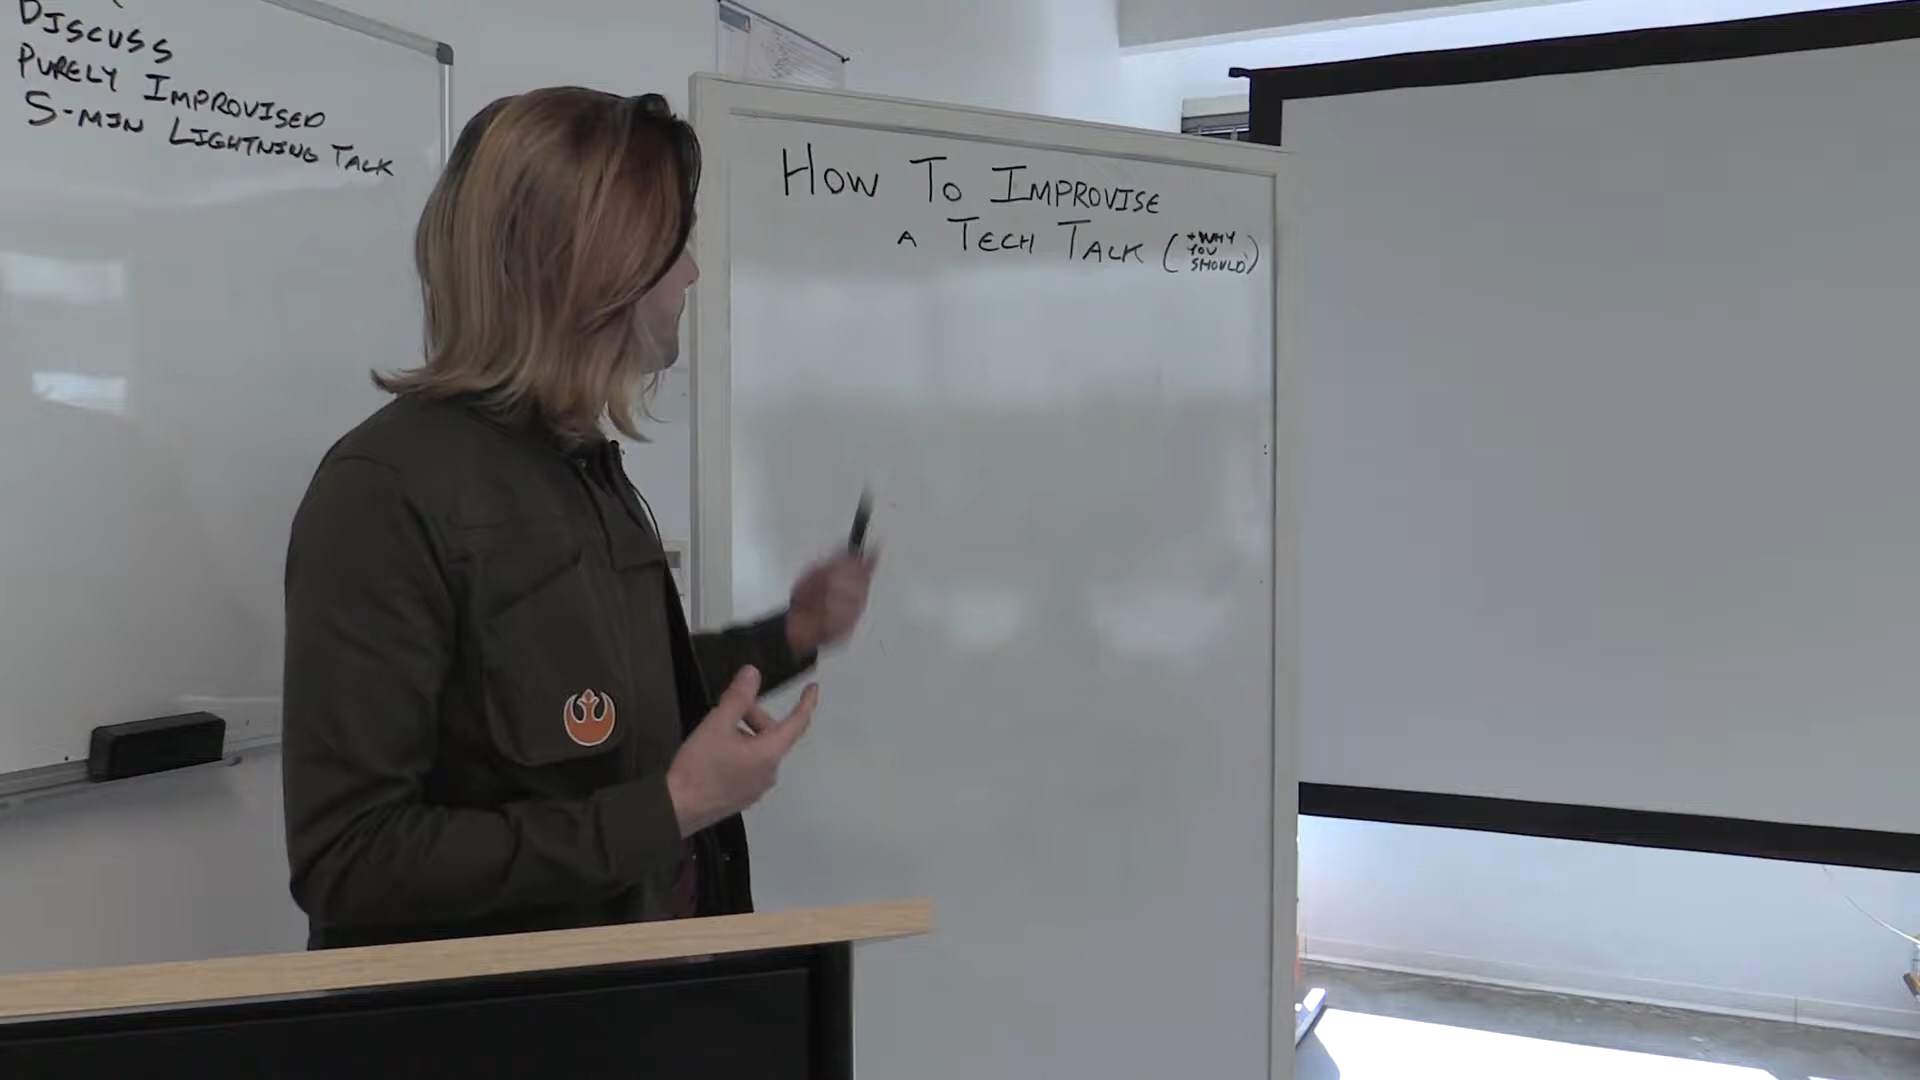 DISCUSS
PURELY IMPROVISED
5-MIN LIGHTNING TALK
HOW TO IMPROVISE
A TECH TALK (+WHY
YOU
SHOULD)